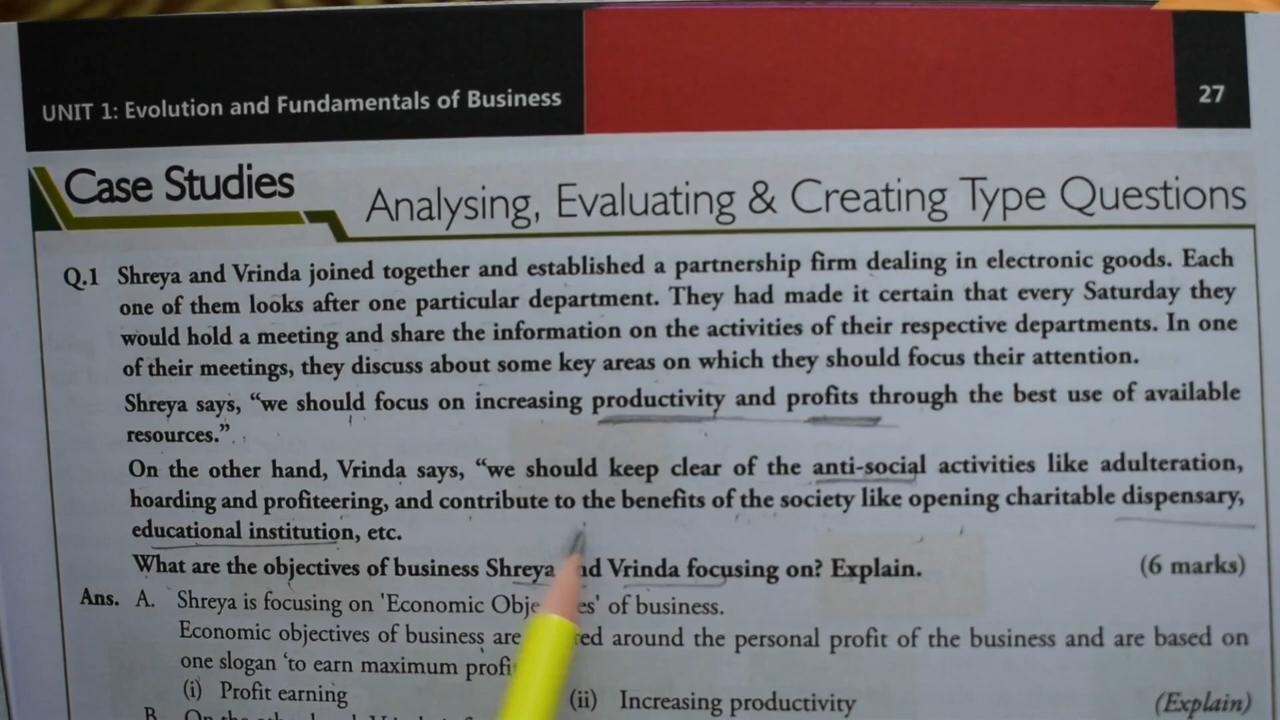 UNIT 1: Evolution and Fundamentals of Business
27
Case Studies
Analysing, Evaluating & Creating Type Questions
Q.1 Shreya and Vrinda joined together and established a partnership firm dealing in electronic goods. Each
one of them looks after one particular department. They had made it certain that every Saturday they
would hold a meeting and share the information on the activities of their respective departments. In one
of their meetings, they discuss about some key areas on which they should focus their attention.
Shreya says, “we should focus on increasing productivity and profits through the best use of available
resources.”
On the other hand, Vrinda says, “we should keep clear of the anti-social activities like adulteration,
hoarding and profiteering, and contribute to the benefits of the society like opening charitable dispensary,
educational institution, etc.
What are the objectives of business Shreya and Vrinda focusing on? Explain. (6 marks)
Ans. A. Shreya is focusing on 'Economic of business.
Economic objectives of business are around the personal profit of the business and are based on
one slogan ‘to earn maximum
(i) Profit earning (ii) Increasing productivity (Explain)
B